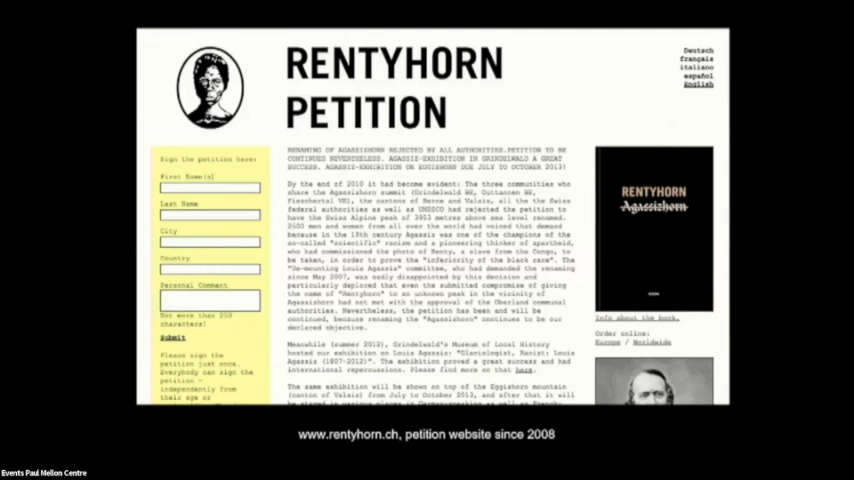 RENTYHORN
PETITION
Deutsch
français
italiano
español
English
Sign the petition here:
First Name[s]
Last Name
City
Country
Personal Comment
Not more than 250
characters!
Submit
Please sign the
petition just once.
Everybody can sign the
petition -
independently from
their age or
RENAMING OF AGASSIZHORN REJECTED BY ALL AUTHORITIES.PETITION TO BE
CONTINUED NEVERTHELESS. AGASSIZ-EXHIBITION IN GRINDELWALD A GREAT
SUCCESS. AGASSIZ-EXHIBITION ON EGGISHORN DUE JULY TO OCTOBER 2013!
By the end of 2010 it had become evident: The three communities who
share the Agassizhorn summit (Grindelwald BE, Guttannen BE,
Fieschertal VS), the cantons of Berne and Valais, all the the Swiss
federal authorities as well as UNESCO had rejected the petition to
have the Swiss Alpine peak of 3953 metres above sea level renamed.
2500 men and women from all over the world had voiced that demand
because in the 19th century Agassiz was one of the champions of the
so-called "scientific" racism and a pioneering thinker of apartheid,
who had commissioned the photo of Renty, a slave from the Congo, to
be taken, in order to prove the "inferiority of the black race". The
"De-mounting Louis Agassiz" committee, who had demanded the renaming
since May 2007, was sadly disappointed by this decision and
particularly deplored that even the submitted compromise of giving
the name of "Rentyhorn" to an unknown peak in the vicinity of
Agassizhorn had not met with the approval of the Oberland communal
authorities. Nevertheless, the petition has been and will be
continued, because renaming the "Agassizhorn" continues to be our
declared objective.
Meanwhile (summer 2012), Grindelwald's Museum of Local History
hosted our exhibition on Louis Agassiz: "Glaciologist, Racist: Louis
Agassiz (1807-2012)". The exhibition proved a great success and had
international repercussions. Please find more on that here.
The same exhibition will be shown on top of the Eggishorn mountain
(canton of Valais) from July to October 2013, and after that it will
RENTYHORN
Agassizhorn
Info about the book.
Order online:
Europe / Worldwide
www.rentyhorn.ch, petition website since 2008
Events Paul Mellon Centre